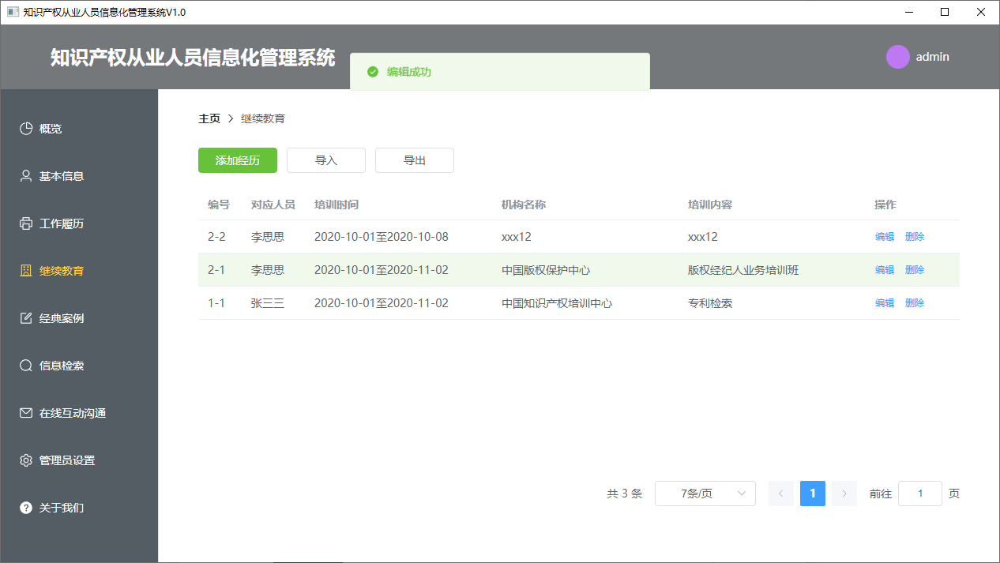 知识产权从业人员信息化管理系统V1.0
知识产权从业人员信息化管理系统
编辑成功
admin
概览
基本信息
工作履历
继续教育
经典案例
信息检索
在线互动沟通
管理员设置
关于我们
主页 > 继续教育
添加经历 导入 导出
编号 对应人员 培训时间 机构名称 培训内容 操作
2-2 李思思 2020-10-01至2020-10-08 xxx12 xxx12 编辑 删除
2-1 李思思 2020-10-01至2020-11-02 中国版权保护中心 版权经纪人业务培训班 编辑 删除
1-1 张三三 2020-10-01至2020-11-02 中国知识产权培训中心 专利检索 编辑 删除
共 3 条 7条/页 < 1 > 前往 1 页